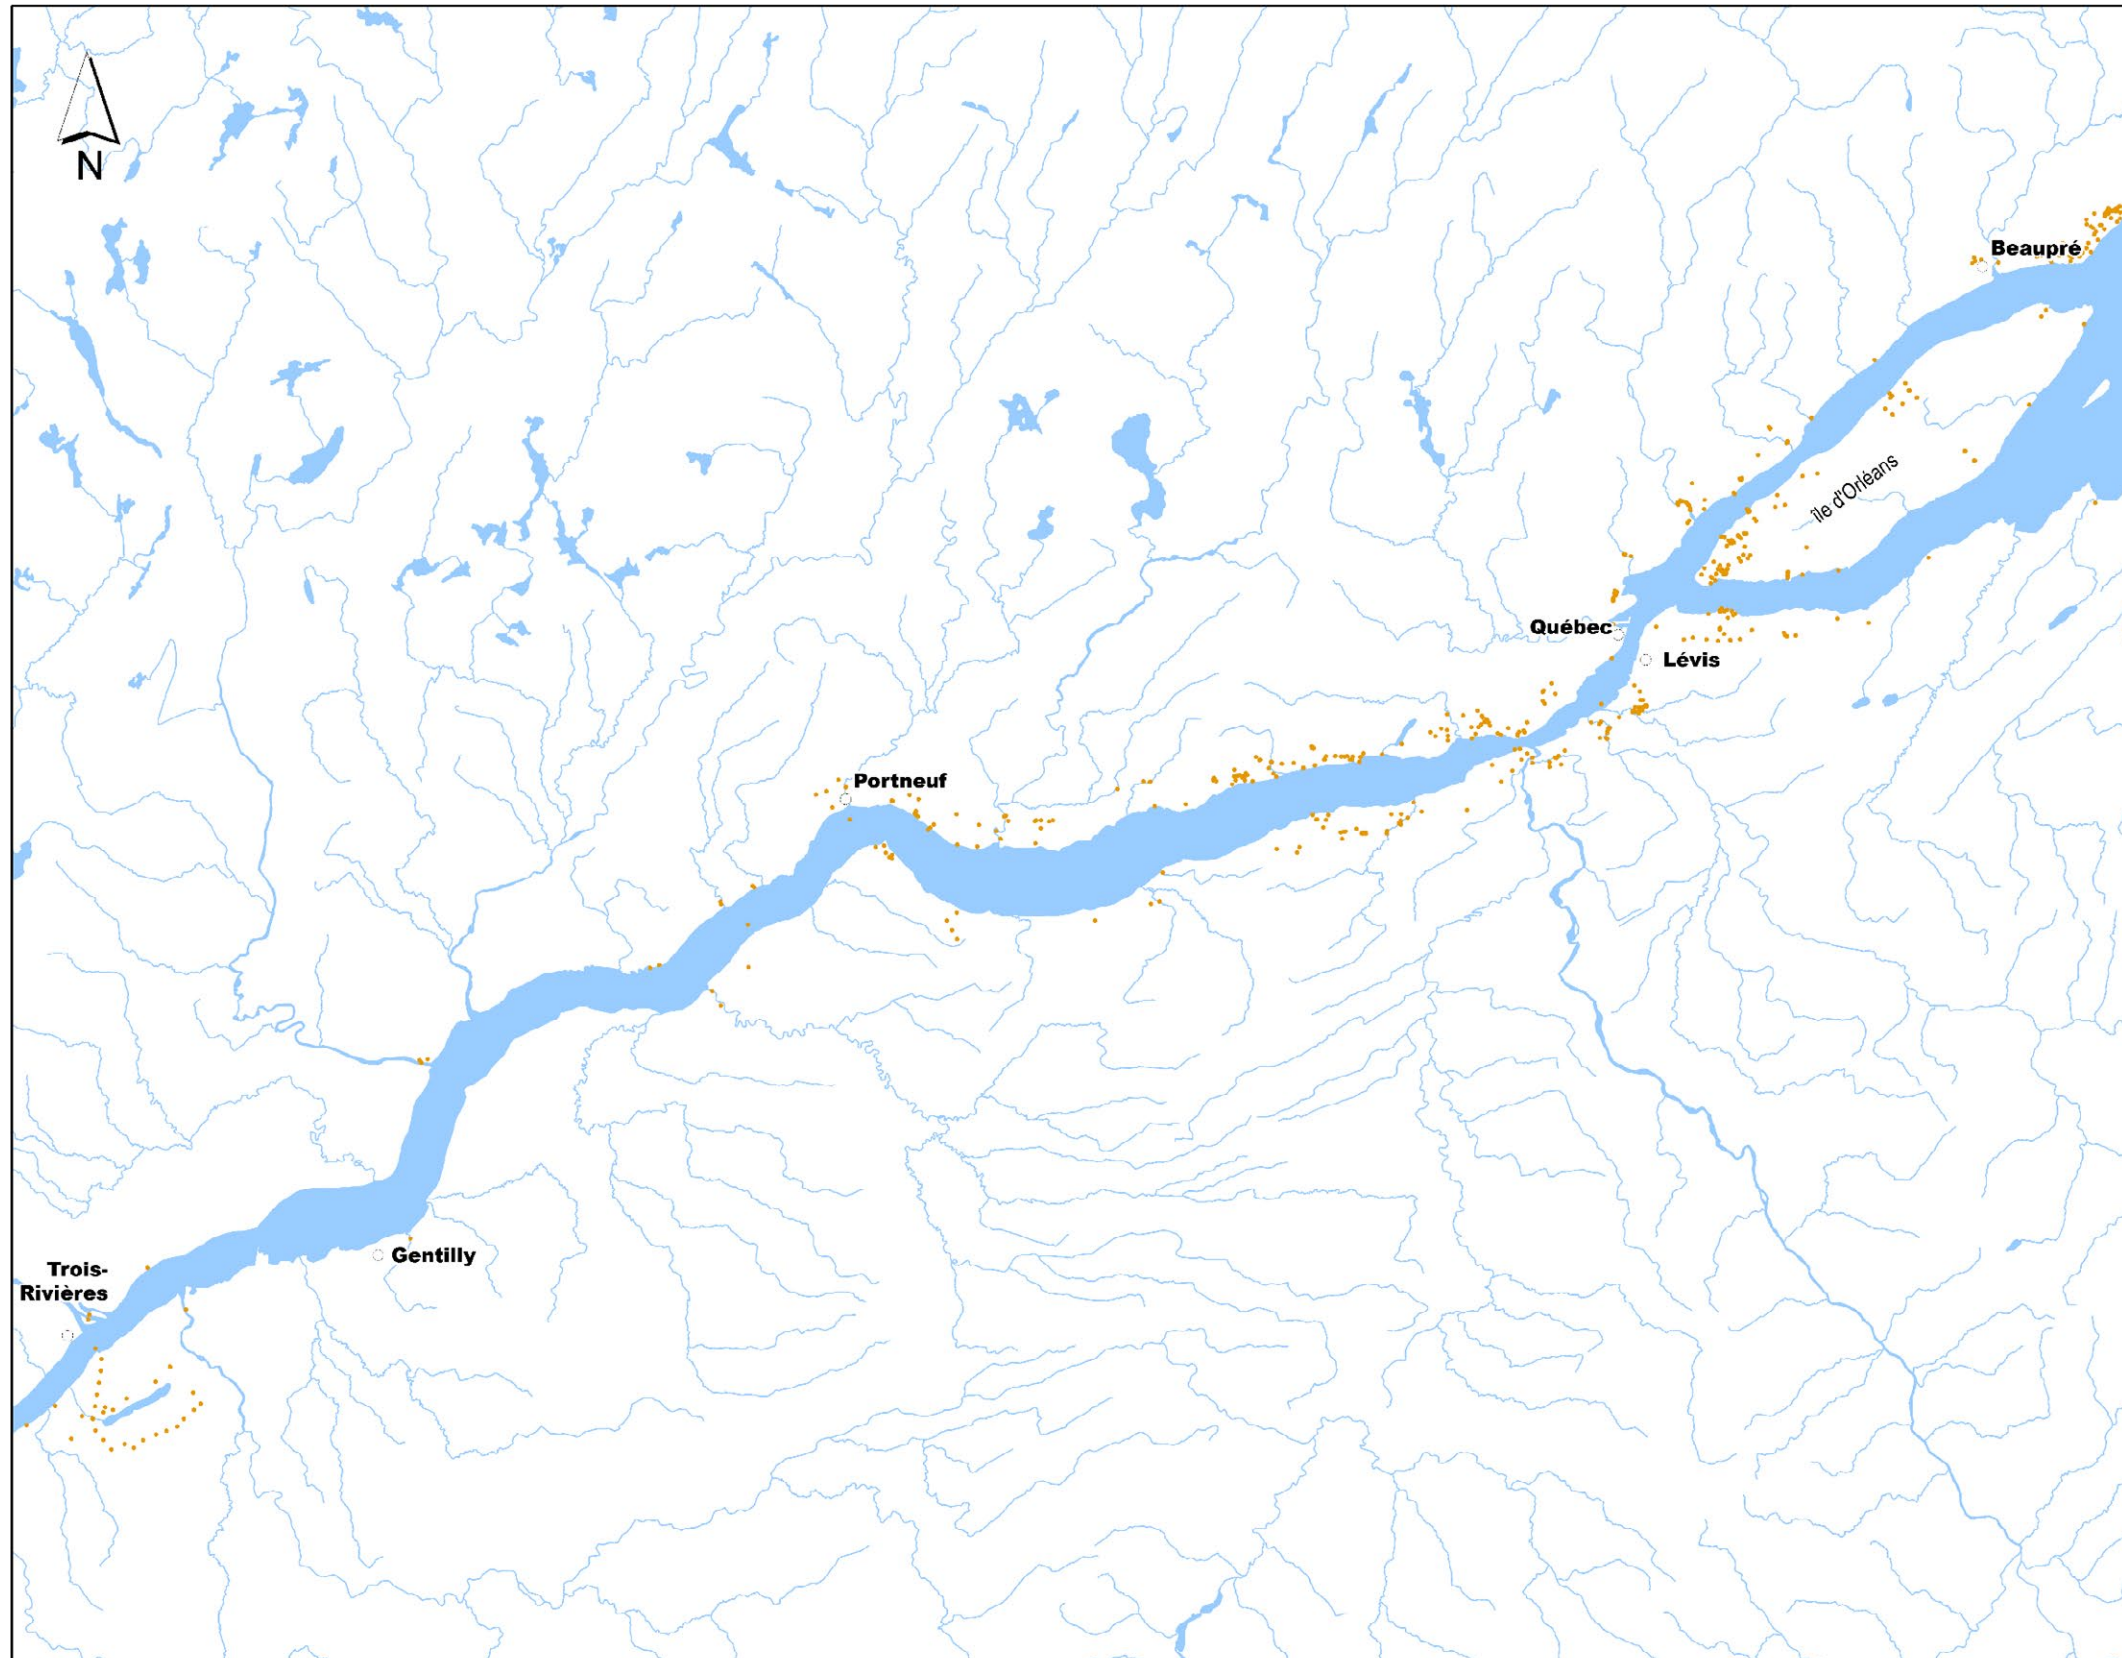 N
Beaupré
île d'Orléans
Québec
Lévis
Portneuf
Gentilly
Trois-
Rivières